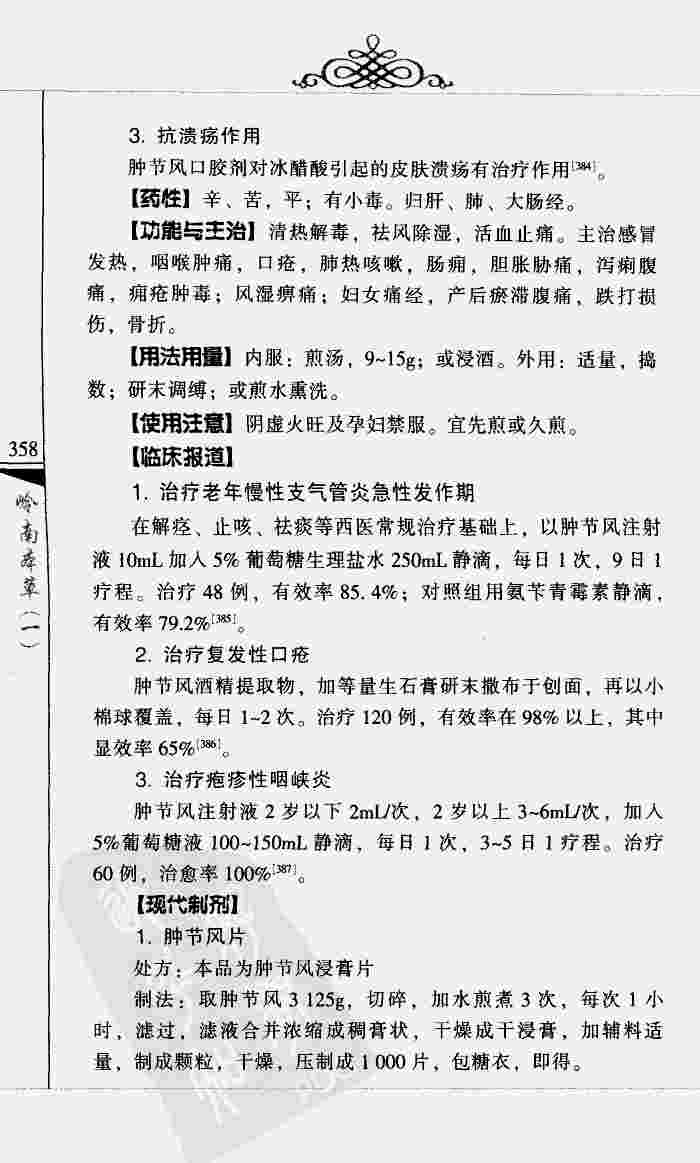 3. 抗溃疡作用
肿节风口胶剂对冰醋酸引起的皮肤溃疡有治疗作用[384]。
【药性】辛、苦，平；有小毒。归肝、肺、大肠经。
【功能与主治】清热解毒，祛风除湿，活血止痛。主治感冒
发热，咽喉肿痛，口疮，肺热咳嗽，肠痈，胆胀胁痛，泻痢腹
痛，痈疮肿毒；风湿痹痛；妇女痛经，产后瘀滞腹痛，跌打损
伤，骨折。
【用法用量】内服：煎汤，9~15g；或浸酒。外用：适量，捣
敷；研末调缚；或煎水熏洗。
【使用注意】阴虚火旺及孕妇禁服。宜先煎或久煎。
358
【临床报道】
岭南本草（一）
1. 治疗老年慢性支气管炎急性发作期
在解痉、止咳、祛痰等西医常规治疗基础上，以肿节风注射
液 10mL 加入 5% 葡萄糖生理盐水 250mL 静滴，每日 1 次，9 日 1
疗程。治疗 48 例，有效率 85.4%；对照组用氨苄青霉素静滴，
有效率 79.2%[385]。
2. 治疗复发性口疮
肿节风酒精提取物，加等量生石膏研末撒布于创面，再以小
棉球覆盖，每日 1~2 次。治疗 120 例，有效率在 98% 以上，其中
显效率 65%[386]。
3. 治疗疱疹性咽峡炎
肿节风注射液 2 岁以下 2mL/次，2 岁以上 3~6mL/次，加入
5%葡萄糖液 100~150mL 静滴，每日 1 次，3~5 日 1 疗程。治疗
60 例，治愈率 100%[387]。
【现代制剂】
1. 肿节风片
处方：本品为肿节风浸膏片
制法：取肿节风 3 125g，切碎，加水煎煮 3 次，每次 1 小
时，滤过，滤液合并浓缩成稠膏状，干燥成干浸膏，加辅料适
量，制成颗粒，干燥，压制成 1 000 片，包糖衣，即得。